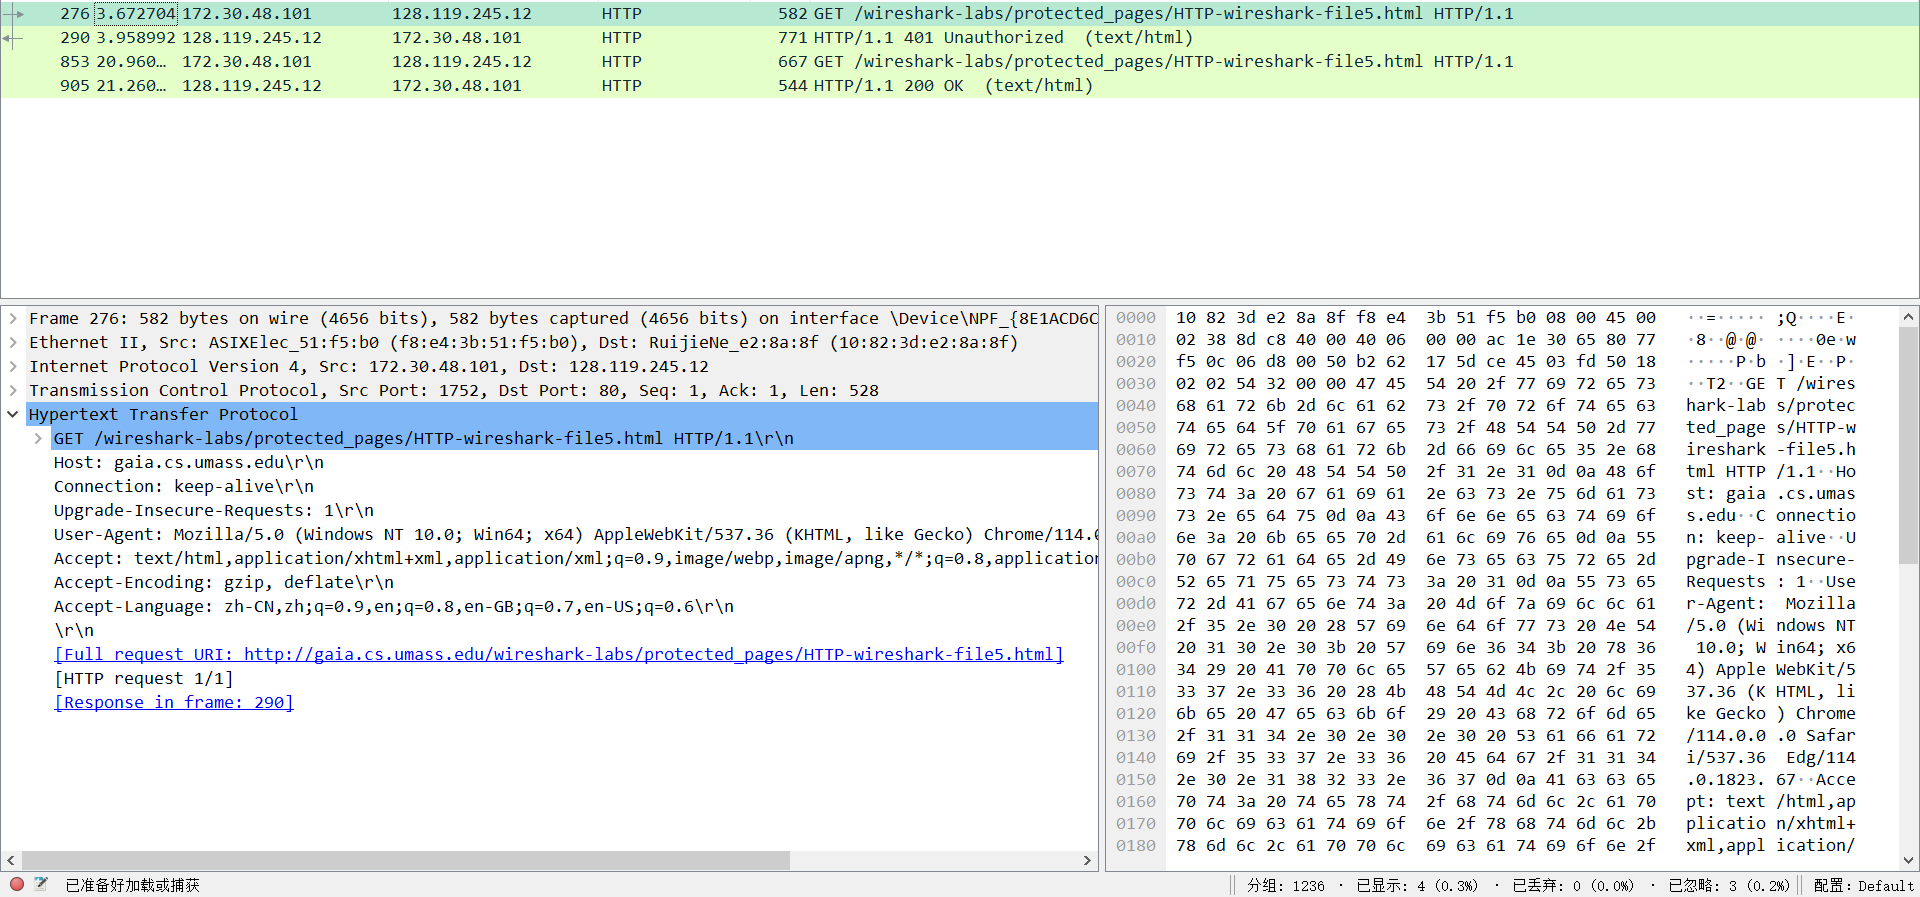 276 3.672704 172.30.48.101 128.119.245.12 HTTP 582 GET /wireshark-labs/protected_pages/HTTP-wireshark-file5.html HTTP/1.1
290 3.958992 128.119.245.12 172.30.48.101 HTTP 771 HTTP/1.1 401 Unauthorized (text/html)
853 20.960… 172.30.48.101 128.119.245.12 HTTP 667 GET /wireshark-labs/protected_pages/HTTP-wireshark-file5.html HTTP/1.1
905 21.260… 128.119.245.12 172.30.48.101 HTTP 544 HTTP/1.1 200 OK (text/html)
Frame 276: 582 bytes on wire (4656 bits), 582 bytes captured (4656 bits) on interface \Device\NPF_{8E1ACD6C
Ethernet II, Src: ASIXElec_51:f5:b0 (f8:e4:3b:51:f5:b0), Dst: RuijieNe_e2:8a:8f (10:82:3d:e2:8a:8f)
Internet Protocol Version 4, Src: 172.30.48.101, Dst: 128.119.245.12
Transmission Control Protocol, Src Port: 1752, Dst Port: 80, Seq: 1, Ack: 1, Len: 528
Hypertext Transfer Protocol
GET /wireshark-labs/protected_pages/HTTP-wireshark-file5.html HTTP/1.1\r\n
Host: gaia.cs.umass.edu\r\n
Connection: keep-alive\r\n
Upgrade-Insecure-Requests: 1\r\n
User-Agent: Mozilla/5.0 (Windows NT 10.0; Win64; x64) AppleWebKit/537.36 (KHTML, like Gecko) Chrome/114.0
Accept: text/html,application/xhtml+xml,application/xml;q=0.9,image/webp,image/apng,*/*;q=0.8,application
Accept-Encoding: gzip, deflate\r\n
Accept-Language: zh-CN,zh;q=0.9,en;q=0.8,en-GB;q=0.7,en-US;q=0.6\r\n
\r\n
[Full request URI: http://gaia.cs.umass.edu/wireshark-labs/protected_pages/HTTP-wireshark-file5.html]
[HTTP request 1/1]
[Response in frame: 290]
0000 10 82 3d e2 8a 8f f8 e4 3b 51 f5 b0 08 00 45 00 ··=····· ;Q····E·
0010 02 38 8d c8 40 00 40 06 00 00 ac 1e 30 65 80 77 ·8··@·@· ····0e·w
0020 f5 0c 06 d8 00 50 b2 62 17 5d ce 45 03 fd 50 18 ·····P·b ·]·E··P·
0030 02 02 54 32 00 00 47 45 54 20 2f 77 69 72 65 73 ··T2··GE T /wires
0040 68 61 72 6b 2d 6c 61 62 73 2f 70 72 6f 74 65 63 hark-lab s/protec
0050 74 65 64 5f 70 61 67 65 73 2f 48 54 54 50 2d 77 ted_page s/HTTP-w
0060 69 72 65 73 68 61 72 6b 2d 66 69 6c 65 35 2e 68 ireshark -file5.h
0070 74 6d 6c 20 48 54 54 50 2f 31 2e 31 0d 0a 48 6f tml HTTP /1.1··Ho
0080 73 74 3a 20 67 61 69 61 2e 63 73 2e 75 6d 61 73 st: gaia .cs.umas
0090 73 2e 65 64 75 0d 0a 43 6f 6e 6e 65 63 74 69 6f s.edu··C onnectio
00a0 6e 3a 20 6b 65 65 70 2d 61 6c 69 76 65 0d 0a 55 n: keep- alive··U
00b0 70 67 72 61 64 65 2d 49 6e 73 65 63 75 72 65 2d pgrade-I nsecure-
00c0 52 65 71 75 65 73 74 73 3a 20 31 0d 0a 55 73 65 Requests : 1··Use
00d0 72 2d 41 67 65 6e 74 3a 20 4d 6f 7a 69 6c 6c 61 r-Agent: Mozilla
00e0 2f 35 2e 30 20 28 57 69 6e 64 6f 77 73 20 4e 54 /5.0 (Wi ndows NT
00f0 20 31 30 2e 30 3b 20 57 69 6e 36 34 3b 20 78 36 10.0; W in64; x6
0100 34 29 20 41 70 70 6c 65 57 65 62 4b 69 74 2f 35 4) Apple WebKit/5
0110 33 37 2e 33 36 20 28 4b 48 54 4d 4c 2c 20 6c 69 37.36 (K HTML, li
0120 6b 65 20 47 65 63 6b 6f 29 20 43 68 72 6f 6d 65 ke Gecko ) Chrome
0130 2f 31 31 34 2e 30 2e 30 2e 30 20 53 61 66 61 72 /114.0.0 .0 Safar
0140 69 2f 35 33 37 2e 33 36 20 45 64 67 2f 31 31 34 i/537.36 Edg/114
0150 2e 30 2e 31 38 32 33 2e 36 37 0d 0a 41 63 63 65 .0.1823. 67··Acce
0160 70 74 3a 20 74 65 78 74 2f 68 74 6d 6c 2c 61 70 pt: text /html,ap
0170 70 6c 69 63 61 74 69 6f 6e 2f 78 68 74 6d 6c 2b plicatio n/xhtml+
0180 78 6d 6c 2c 61 70 70 6c 69 63 61 74 69 6f 6e 2f xml,appl ication/
已准备好加载或捕获 分组: 1236 · 已显示: 4 (0.3%) · 已丢弃: 0 (0.0%) · 已忽略: 3 (0.2%) 配置: Default